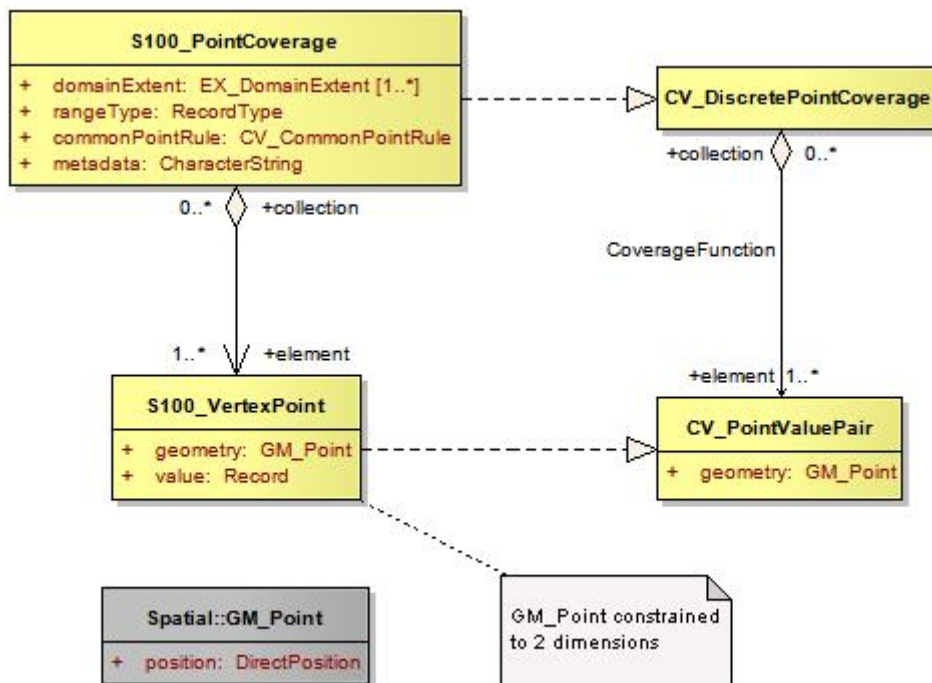 S100_PointCoverage
+ domainExtent: EX_DomainExtent [1..*]
+ rangeType: RecordType
+ commonPointRule: CV_CommonPointRule
+ metadata: CharacterString
CV_DiscretePointCoverage
0..* +collection
+collection 0..*
CoverageFunction
1..* +element
+element 1..*
S100_VertexPoint
+ geometry: GM_Point
+ value: Record
CV_PointValuePair
+ geometry: GM_Point
Spatial::GM_Point
+ position: DirectPosition
GM_Point constrained
to 2 dimensions